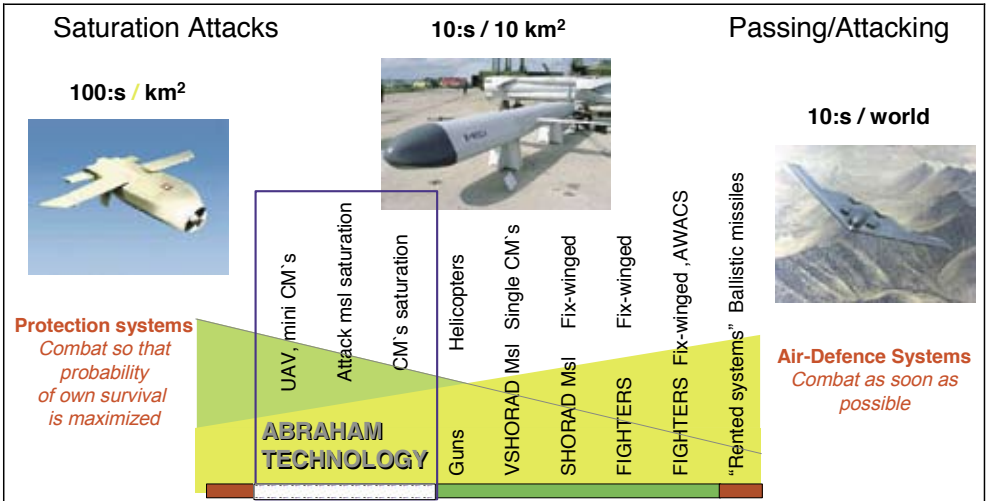 Saturation Attacks
10:s / 10 km²
Passing/Attacking
100:s / km²
10:s / world
Protection systems
Combat so that
probability
of own survival
is maximized
UAV, mini CM`s
Attack msl saturation
CM`s saturation
Helicopters
Single CM`s
Fix-winged
Fix-winged
Fix-winged ,AWACS
Ballistic missiles
ABRAHAM
TECHNOLOGY
Guns
VSHORAD Msl
SHORAD Msl
FIGHTERS
FIGHTERS
"Rented systems"
Air-Defence Systems
Combat as soon as
possible